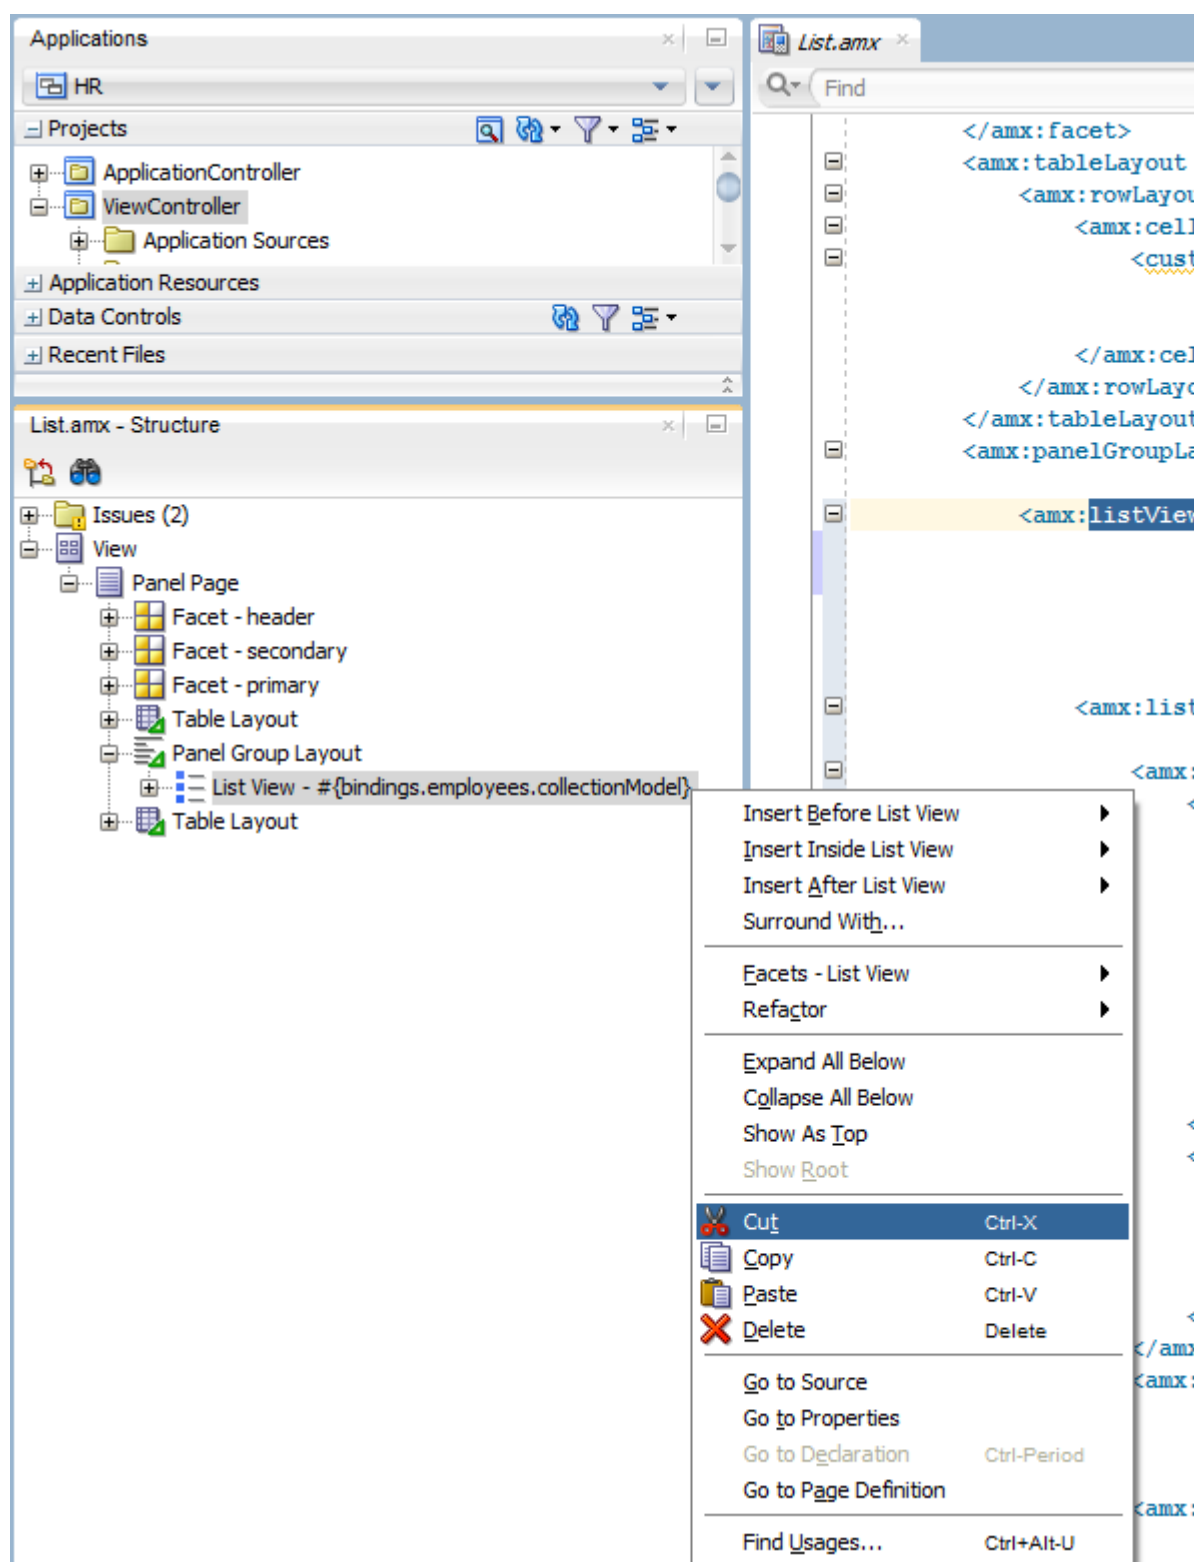 Applications
HR
Projects
ApplicationController
ViewController
Application Sources
Application Resources
Data Controls
Recent Files
List.amx - Structure
Issues (2)
View
Panel Page
Facet - header
Facet - secondary
Facet - primary
Table Layout
Panel Group Layout
List View - #{bindings.employees.collectionModel}
Table Layout
List.amx
Find
</amx:facet>
<amx:tableLayout
<amx:rowLayou
<amx:cell
<cust
</amx:cel
</amx:rowLayo
</amx:tableLayout
<amx:panelGroupLa
<amx:listView
<amx:list
<amx:
<
<
<
<
</amx
<amx:
<amx:
Insert Before List View
Insert Inside List View
Insert After List View
Surround With...
Facets - List View
Refactor
Expand All Below
Collapse All Below
Show As Top
Show Root
Cut Ctrl-X
Copy Ctrl-C
Paste Ctrl-V
Delete Delete
Go to Source
Go to Properties
Go to Declaration Ctrl-Period
Go to Page Definition
Find Usages... Ctrl+Alt-U